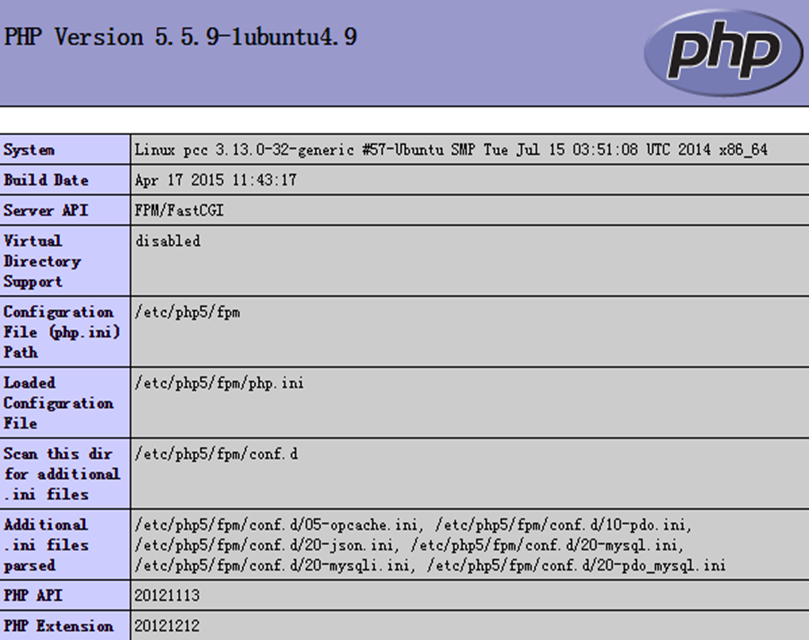 PHP Version 5.5.9-1ubuntu4.9
php
System
Linux pcc 3.13.0-32-generic #57-Ubuntu SMP Tue Jul 15 03:51:08 UTC 2014 x86_64
Build Date
Apr 17 2015 11:43:17
Server API
FPM/FastCGI
Virtual
Directory
Support
disabled
Configuration
File (php.ini)
Path
/etc/php5/fpm
Loaded
Configuration
File
/etc/php5/fpm/php.ini
Scan this dir
for additional
.ini files
/etc/php5/fpm/conf.d
Additional
.ini files
parsed
/etc/php5/fpm/conf.d/05-opcache.ini, /etc/php5/fpm/conf.d/10-pdo.ini,
/etc/php5/fpm/conf.d/20-json.ini, /etc/php5/fpm/conf.d/20-mysql.ini,
/etc/php5/fpm/conf.d/20-mysqli.ini, /etc/php5/fpm/conf.d/20-pdo_mysql.ini
PHP API
20121113
PHP Extension
20121212